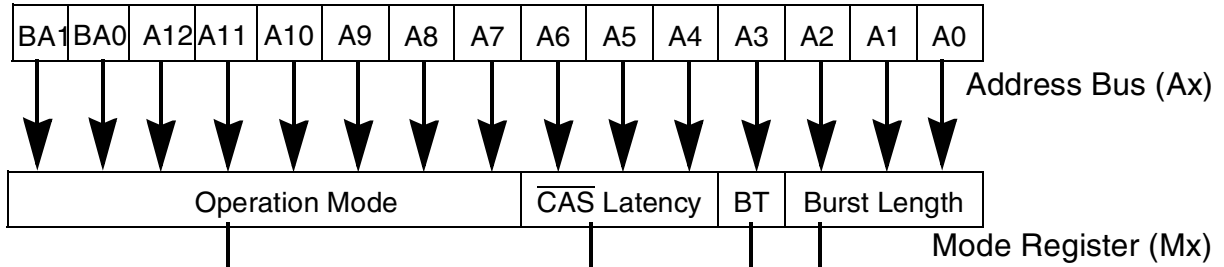 BA1 BA0 A12 A11 A10 A9 A8 A7 A6 A5 A4 A3 A2 A1 A0
Address Bus (Ax)
Operation Mode CAS Latency BT Burst Length
Mode Register (Mx)